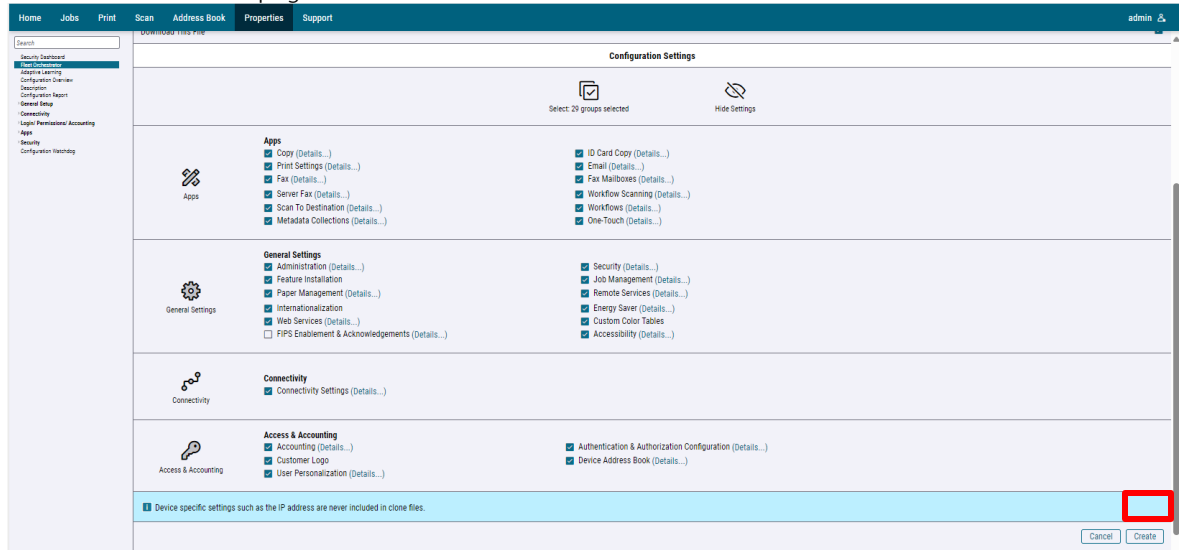 Home Jobs Print Scan Address Book Properties Support admin
Search
Security Dashboard
Fleet Orchestrator
Adaptive Learning
Configuration Overview
Description
Configuration Report
General Setup
Connectivity
Login/ Permissions/ Accounting
Apps
Security
Configuration Watchdog
Download This File
Configuration Settings
Select: 29 groups selected Hide Settings
Apps
Apps
Copy (Details...) ID Card Copy (Details...)
Print Settings (Details...) Email (Details...)
Fax (Details...) Fax Mailboxes (Details...)
Server Fax (Details...) Workflow Scanning (Details...)
Scan To Destination (Details...) Workflows (Details...)
Metadata Collections (Details...) One-Touch (Details...)
General Settings
General Settings
Administration (Details...) Security (Details...)
Feature Installation Job Management (Details...)
Paper Management (Details...) Remote Services (Details...)
Internationalization Energy Saver (Details...)
Web Services (Details...) Custom Color Tables
FIPS Enablement & Acknowledgements (Details...) Accessibility (Details...)
Connectivity
Connectivity
Connectivity Settings (Details...)
Access & Accounting
Access & Accounting
Accounting (Details...) Authentication & Authorization Configuration (Details...)
Customer Logo Device Address Book (Details...)
User Personalization (Details...)
Device specific settings such as the IP address are never included in clone files.
Cancel Create